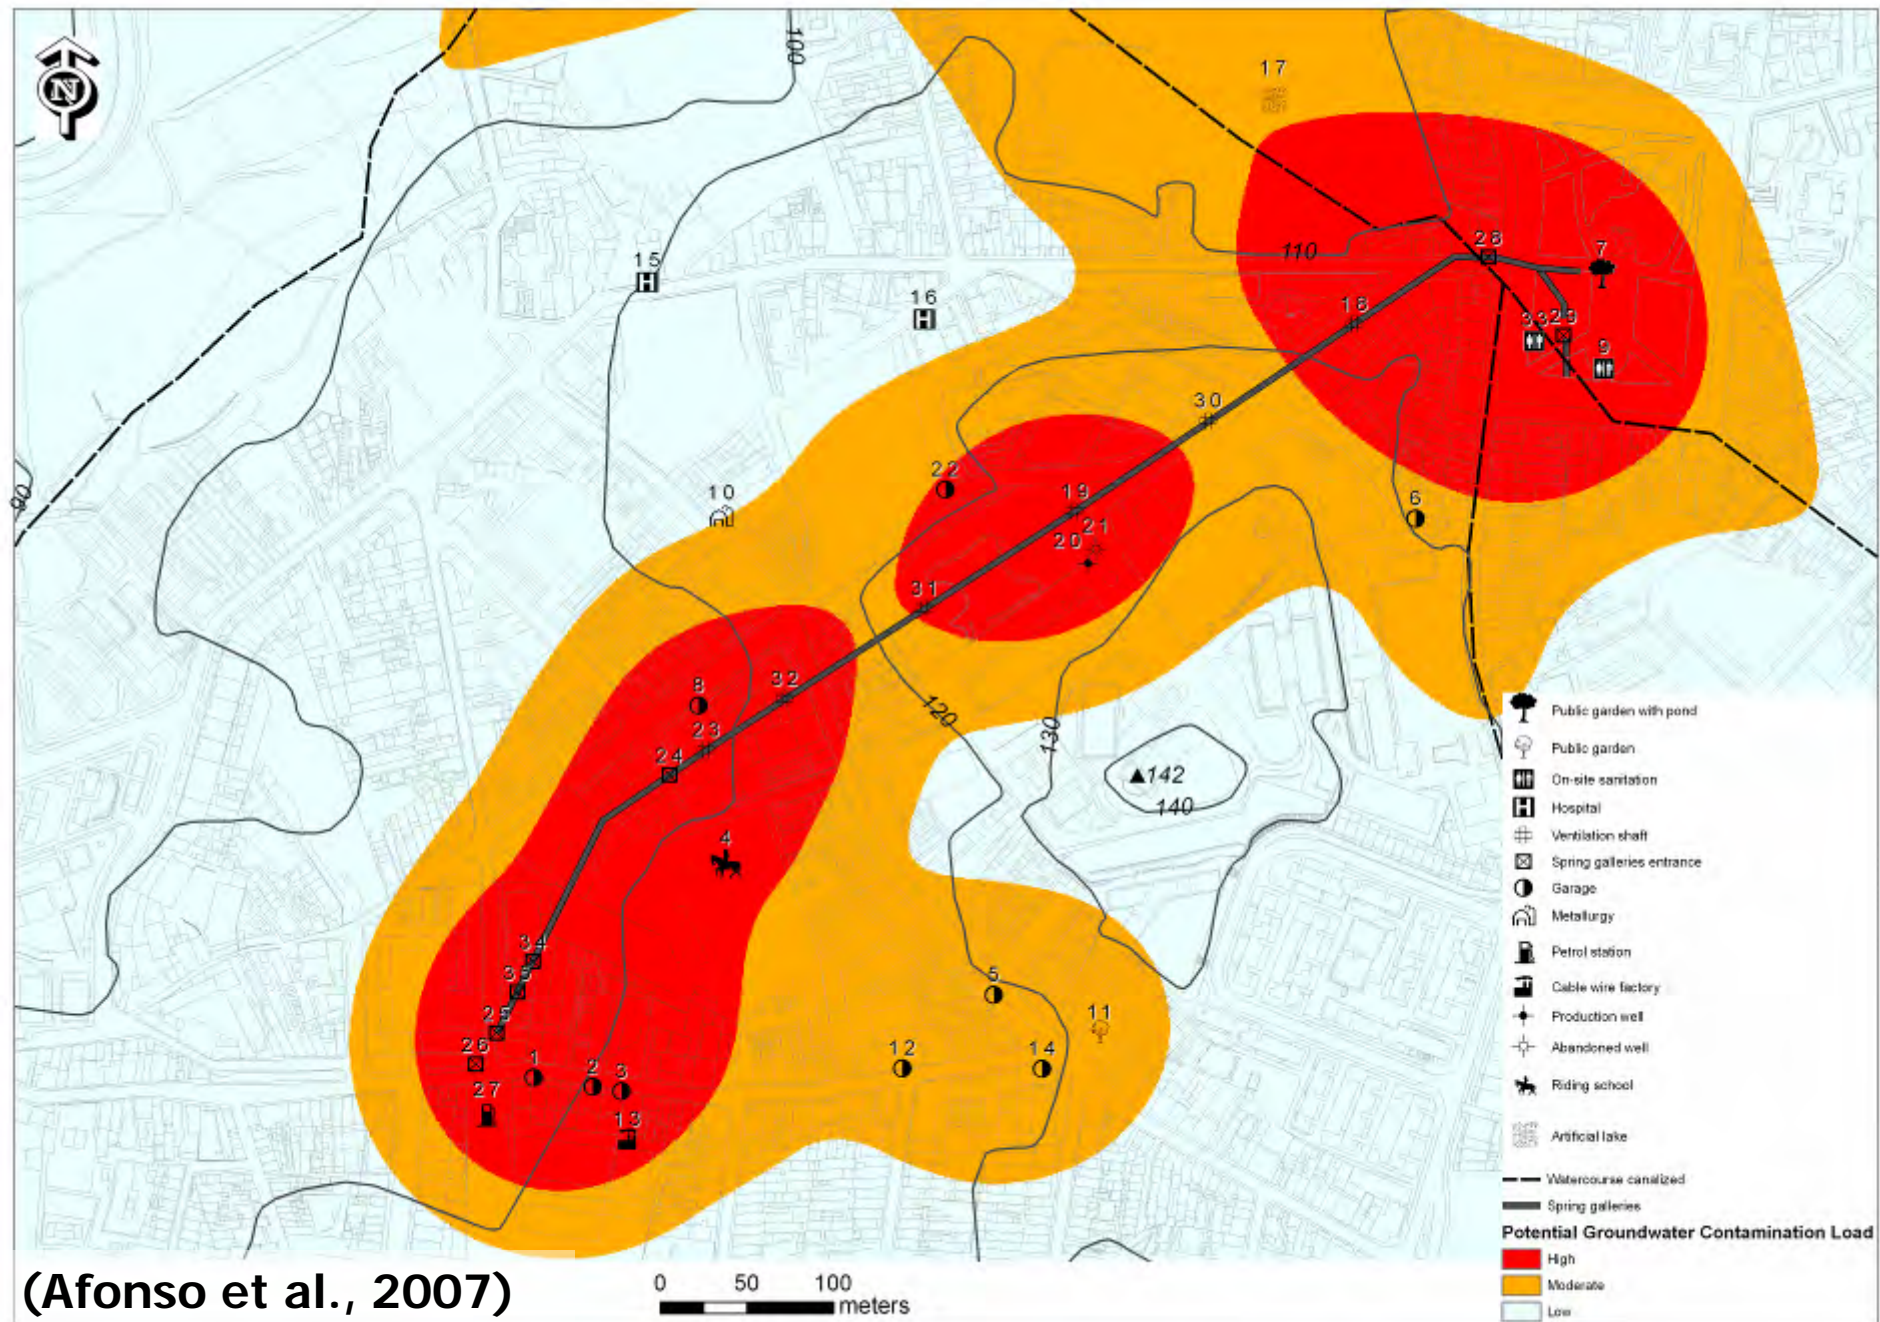 N
100
17
110
28
7
15
16
18
33 29
9
30
80
22
10
19
6
21
20
31
8
32
120
23
130
24
142
140
4
34
35
5
25
11
26
1
2
3
12
14
27
13
Public garden with pond
Public garden
On-site sanitation
Hospital
Ventilation shaft
Spring galleries entrance
Garage
Metallurgy
Petrol station
Cable wire factory
Production well
Abandoned well
Riding school
Artificial lake
Watercourse canalized
Spring galleries
Potential Groundwater Contamination Load
High
Moderate
Low
(Afonso et al., 2007)
0 50 100
meters